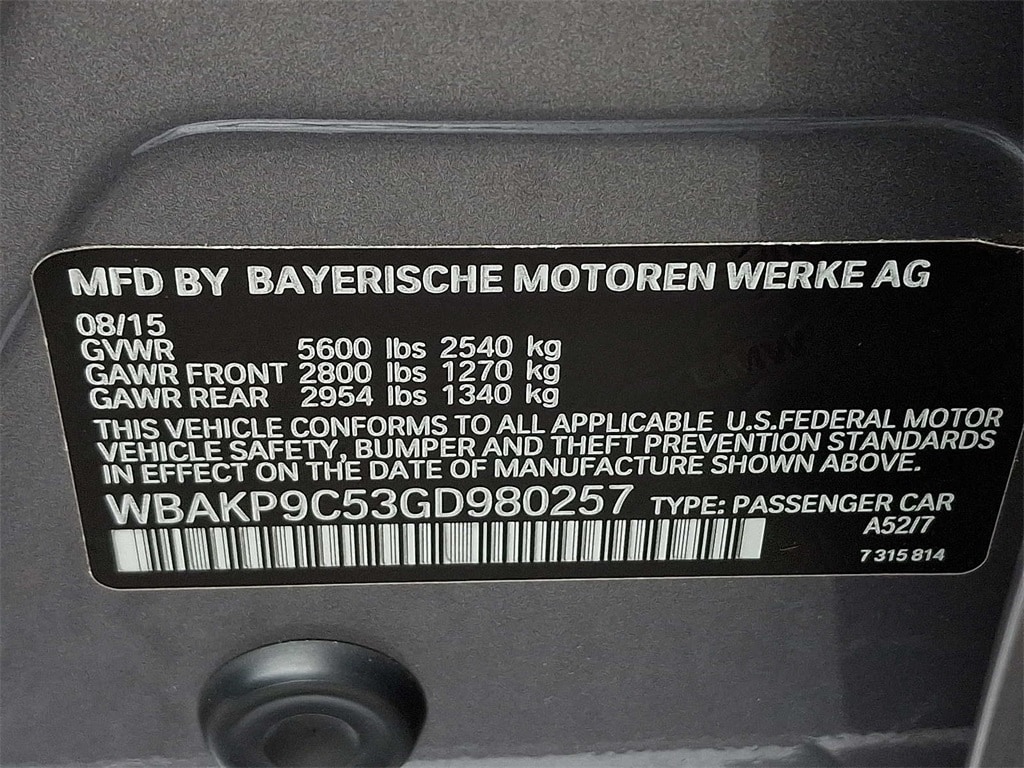 MFD BY BAYERISCHE MOTOREN WERKE AG
08/15
GVWR 5600 lbs 2540 kg
GAWR FRONT 2800 lbs 1270 kg
GAWR REAR 2954 lbs 1340 kg
THIS VEHICLE CONFORMS TO ALL APPLICABLE U.S.FEDERAL MOTOR
VEHICLE SAFETY, BUMPER AND THEFT PREVENTION STANDARDS
IN EFFECT ON THE DATE OF MANUFACTURE SHOWN ABOVE.
WBAKP9C53GD980257 TYPE: PASSENGER CAR
A52/7
7 315 814